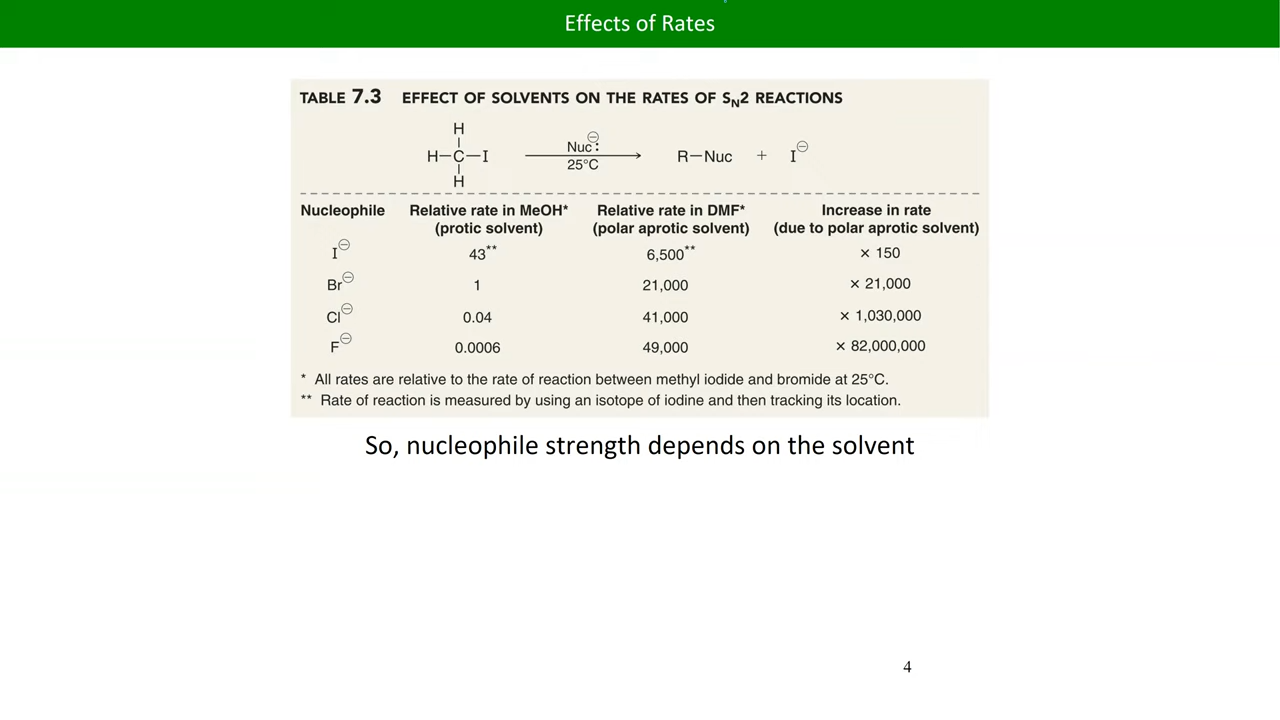 Effects of Rates
TABLE 7.3 EFFECT OF SOLVENTS ON THE RATES OF SN2 REACTIONS
H
H–C–I
H
Nuc:⊖
25°C
R–Nuc + I⊖
Nucleophile Relative rate in MeOH* (protic solvent) Relative rate in DMF* (polar aprotic solvent) Increase in rate (due to polar aprotic solvent)
I⊖ 43** 6,500** × 150
Br⊖ 1 21,000 × 21,000
Cl⊖ 0.04 41,000 × 1,030,000
F⊖ 0.0006 49,000 × 82,000,000
* All rates are relative to the rate of reaction between methyl iodide and bromide at 25°C.
** Rate of reaction is measured by using an isotope of iodine and then tracking its location.
So, nucleophile strength depends on the solvent
4